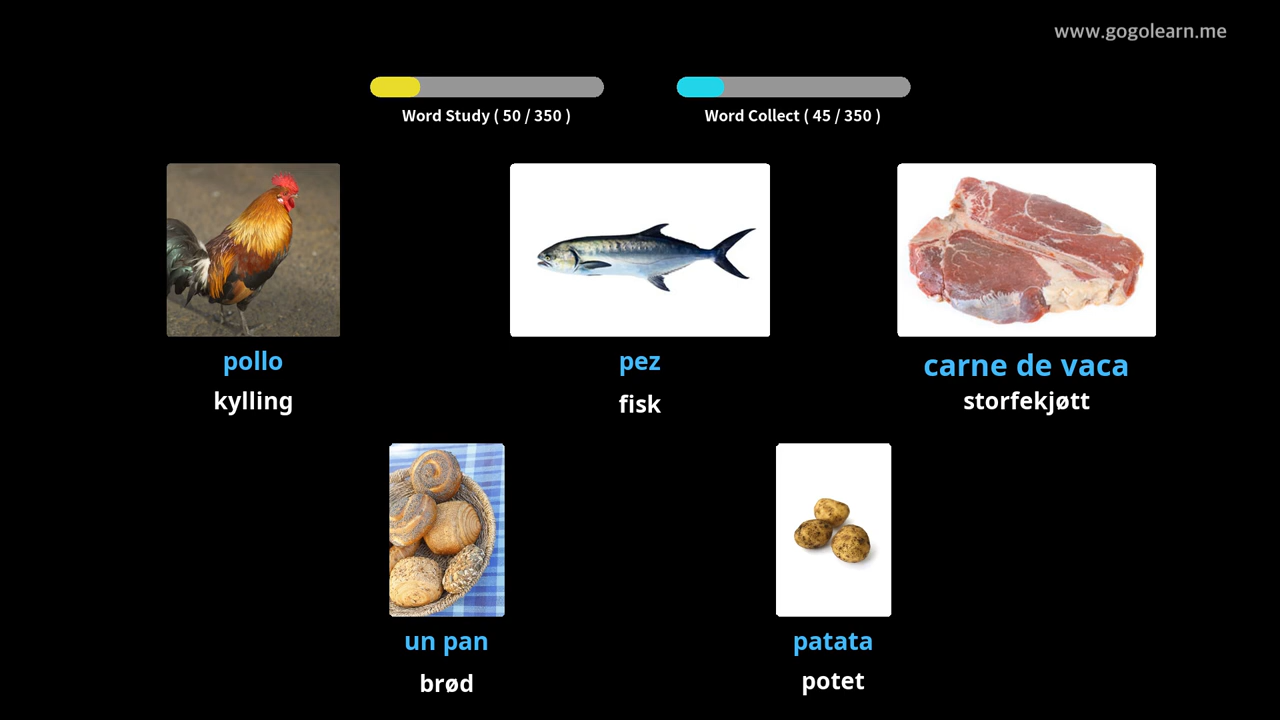 www.gogolearn.me
Word Study ( 50 / 350 )
Word Collect ( 45 / 350 )
pollo
kylling
pez
fisk
carne de vaca
storfekjøtt
un pan
brød
patata
potet